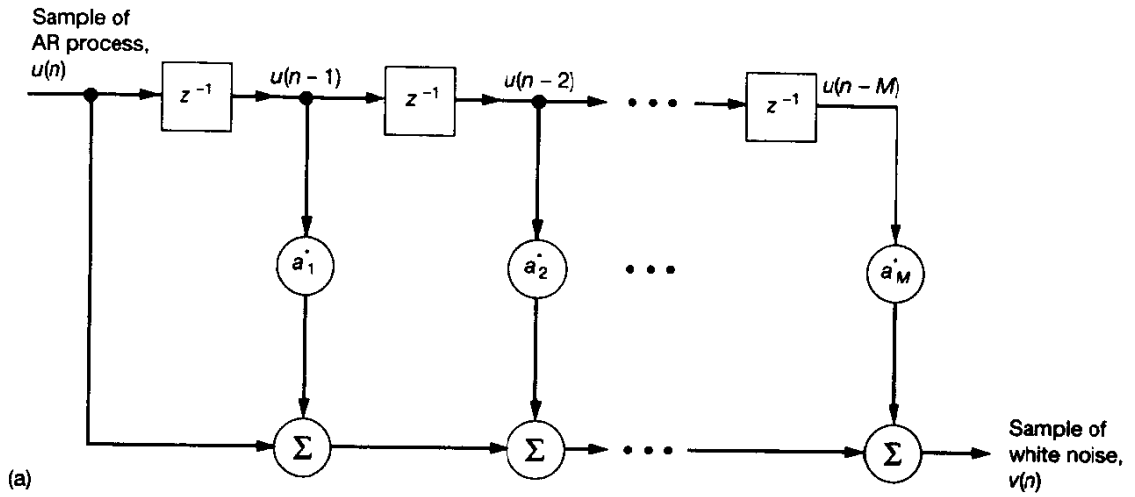 Sample of
AR process,
u(n)
z⁻¹
u(n − 1)
z⁻¹
u(n − 2)
z⁻¹
u(n − M)
a*₁
a*₂
a*M
Σ
Σ
Σ
Sample of
white noise,
v(n)
(a)